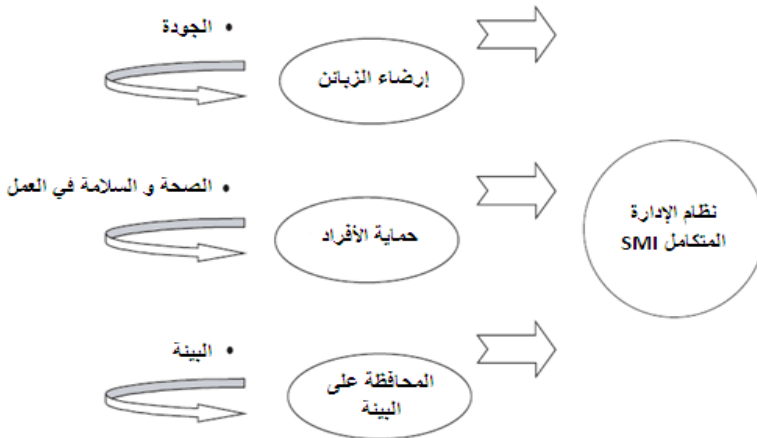 • الجودة
إرضاء الزبائن
• الصحة و السلامة في العمل
حماية الأفراد
نظام الإدارة
المتكامل SMI
• البيئة
المحافظة على
البيئة